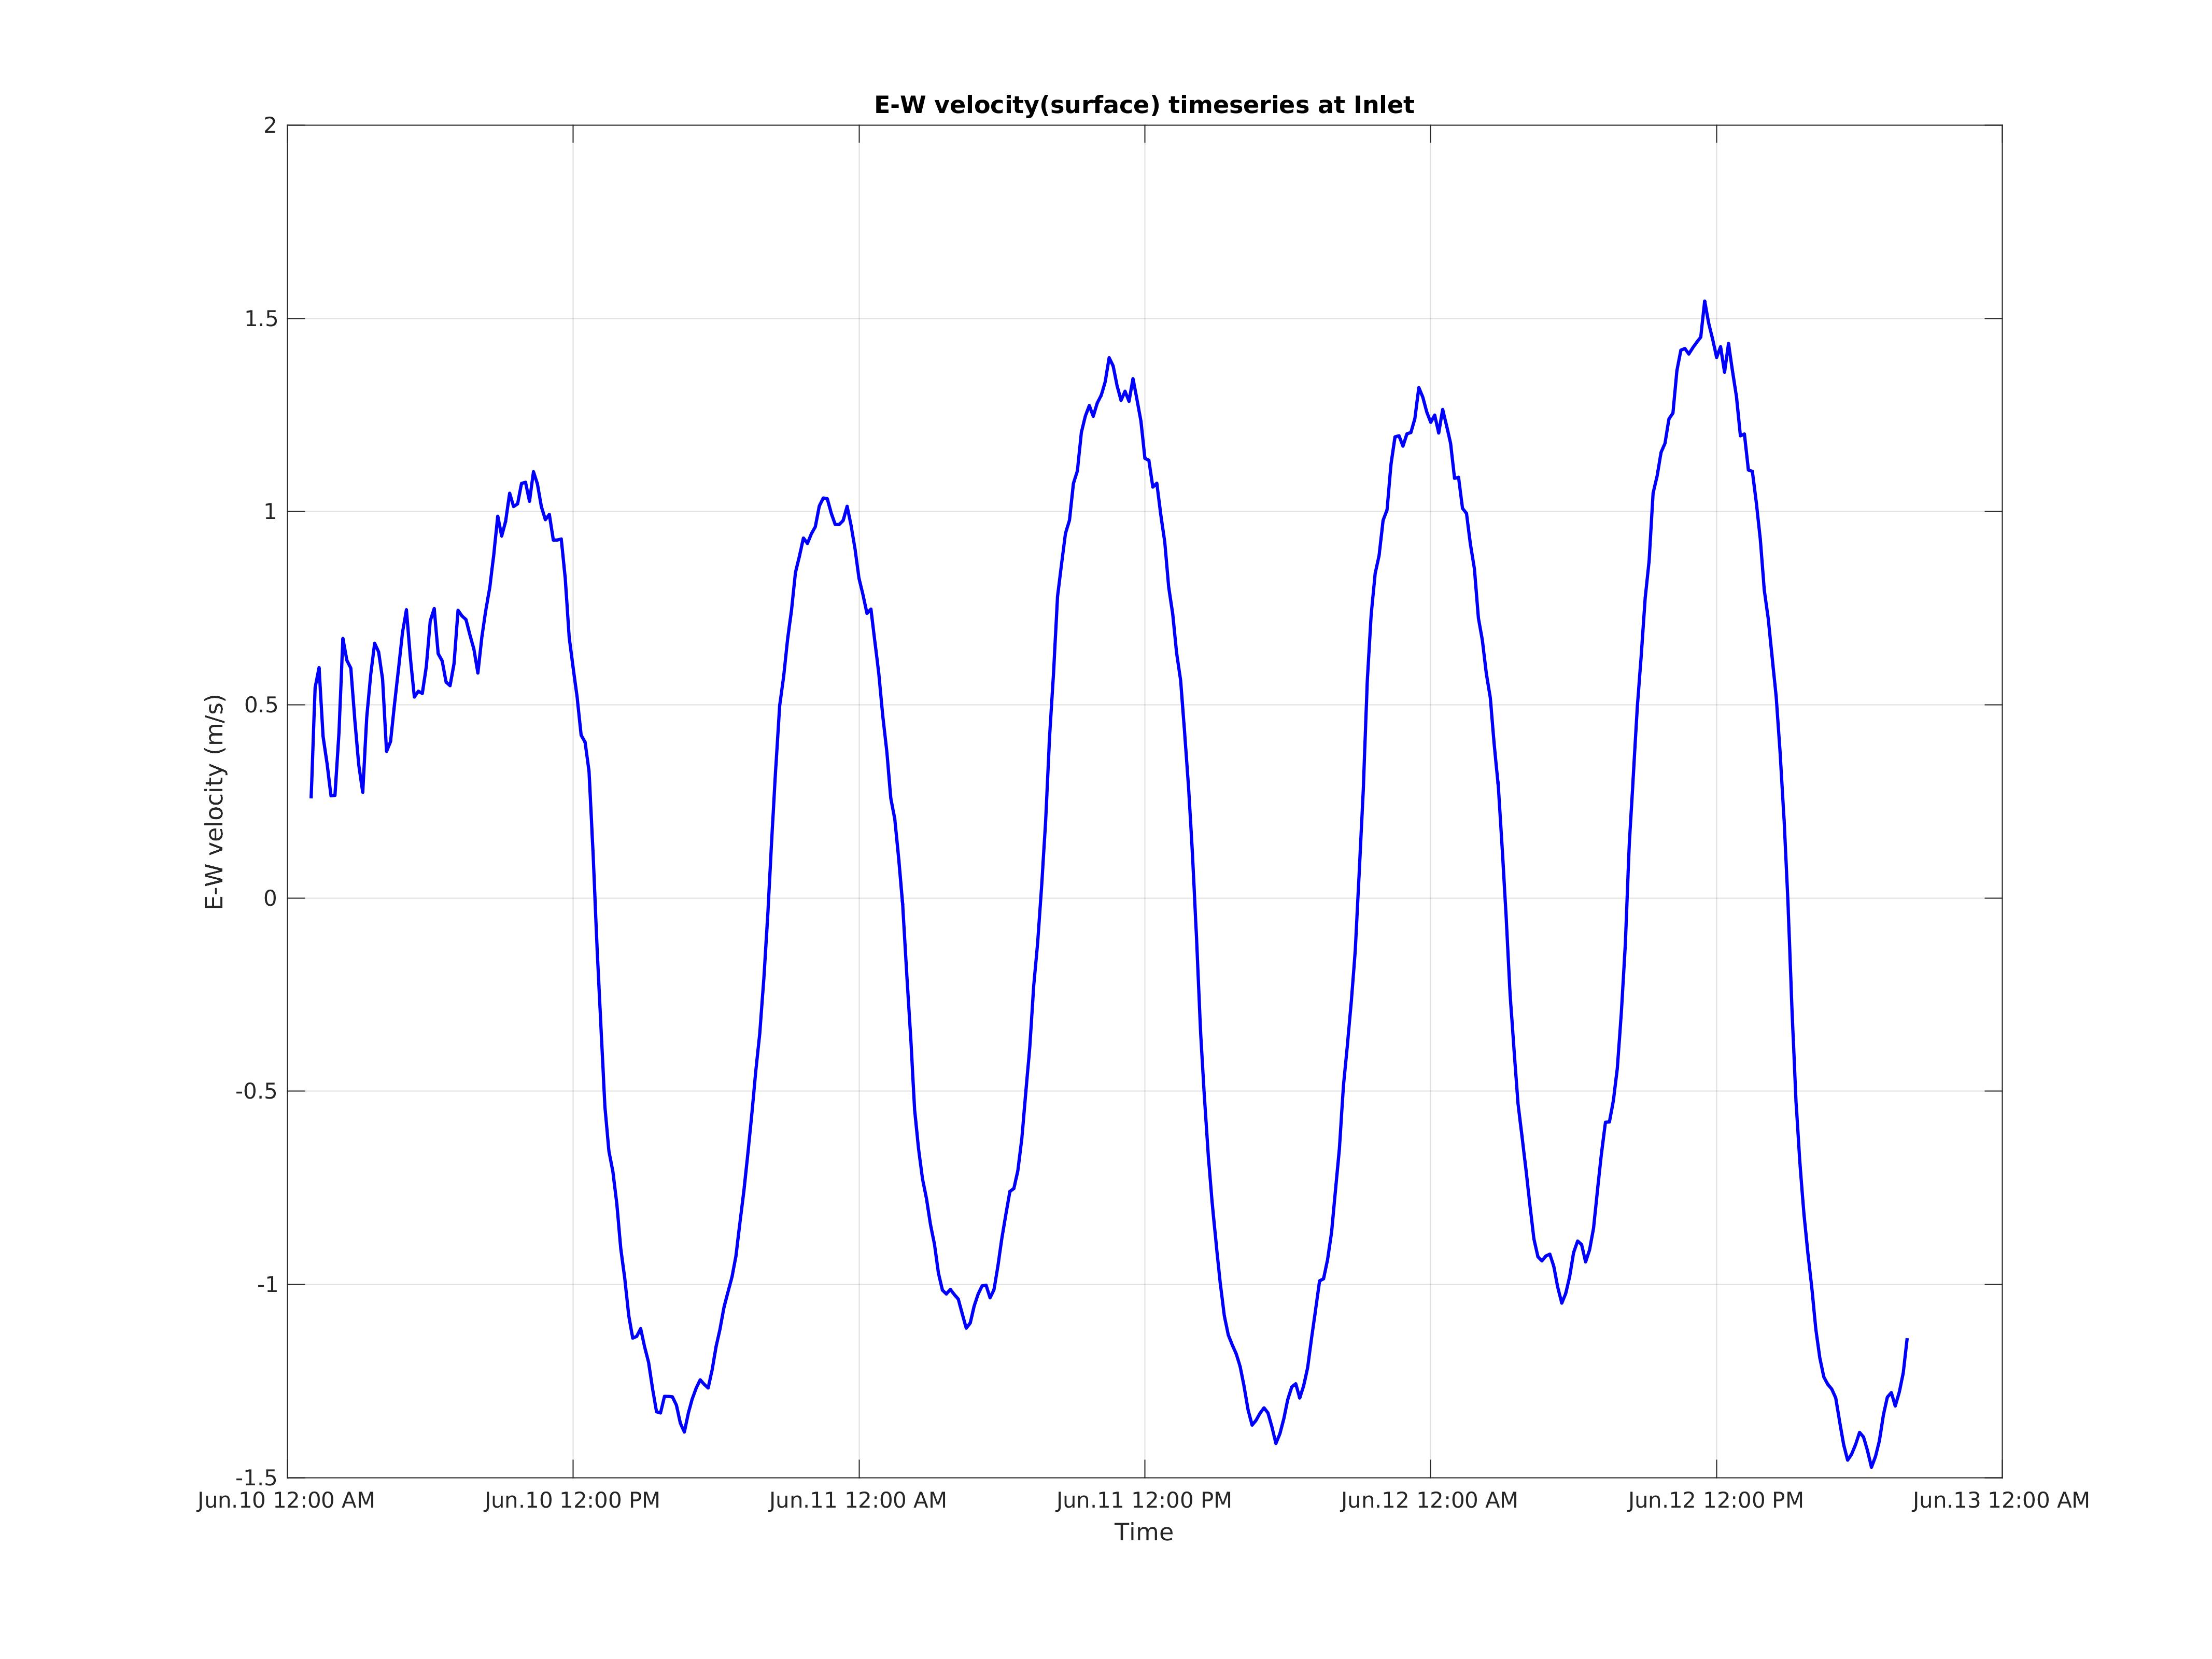 E-W velocity(surface) timeseries at Inlet
2
1.5
1
0.5
0
-0.5
-1
-1.5
E-W velocity (m/s)
Jun.10 12:00 AM
Jun.10 12:00 PM
Jun.11 12:00 AM
Jun.11 12:00 PM
Jun.12 12:00 AM
Jun.12 12:00 PM
Jun.13 12:00 AM
Time